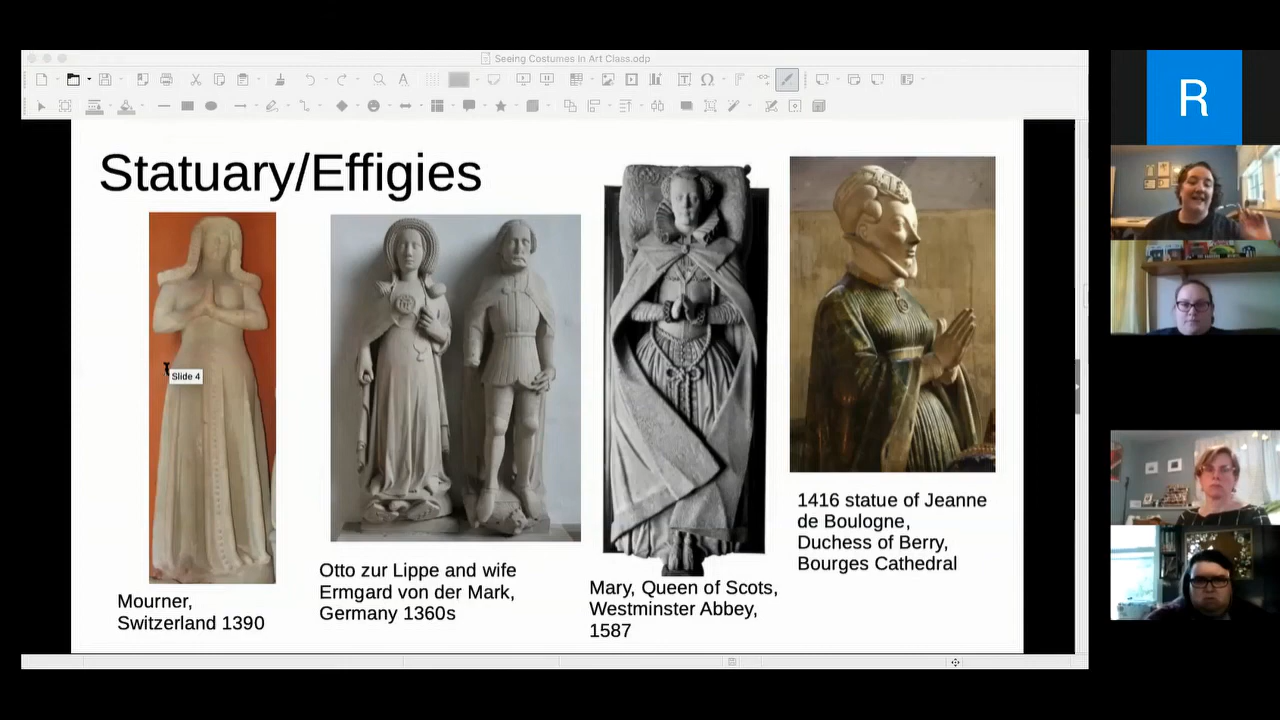 Seeing Costumes In Art Class.odp
R
Statuary/Effigies
Slide 4
Mourner,
Switzerland 1390
Otto zur Lippe and wife
Ermgard von der Mark,
Germany 1360s
Mary, Queen of Scots,
Westminster Abbey,
1587
1416 statue of Jeanne
de Boulogne,
Duchess of Berry,
Bourges Cathedral